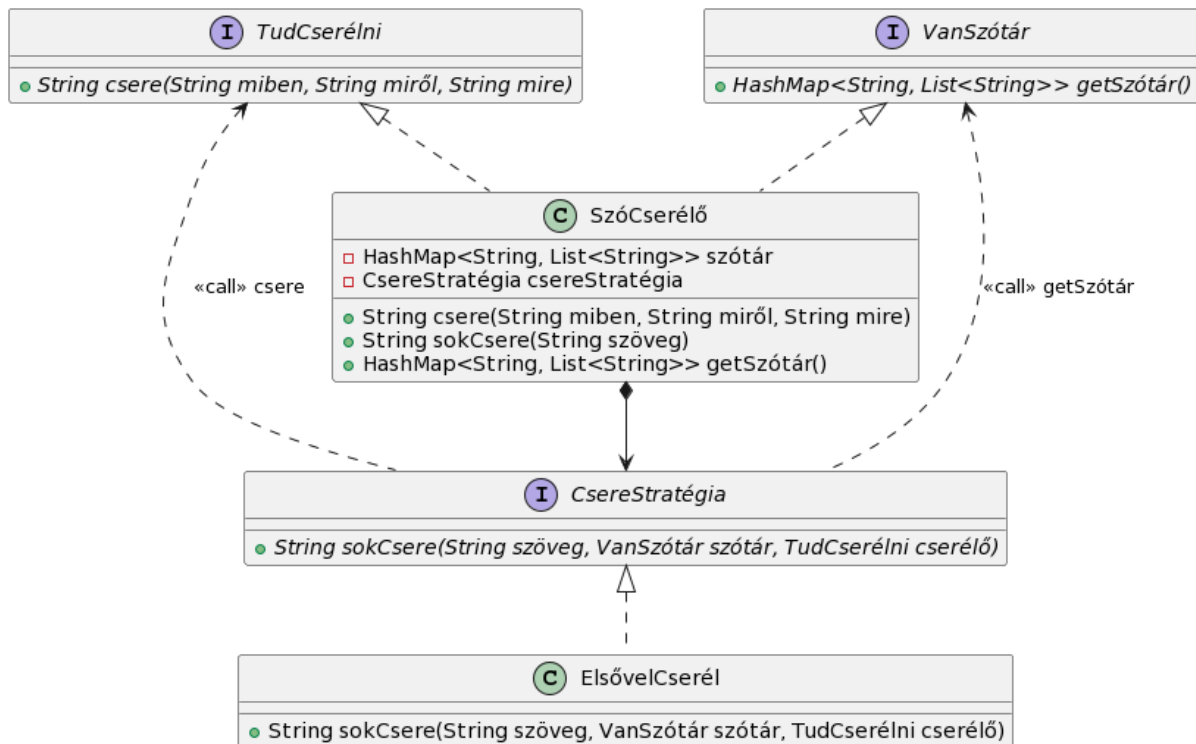 I TudCserélni
String csere(String miben, String miről, String mire)
I VanSzótár
HashMap<String, List<String>> getSzótár()
C SzóCserélő
HashMap<String, List<String>> szótár
CsereStratégia csereStratégia
String csere(String miben, String miről, String mire)
String sokCsere(String szöveg)
HashMap<String, List<String>> getSzótár()
«call» csere
«call» getSzótár
I CsereStratégia
String sokCsere(String szöveg, VanSzótár szótár, TudCserélni cserélő)
C ElsővelCserél
String sokCsere(String szöveg, VanSzótár szótár, TudCserélni cserélő)